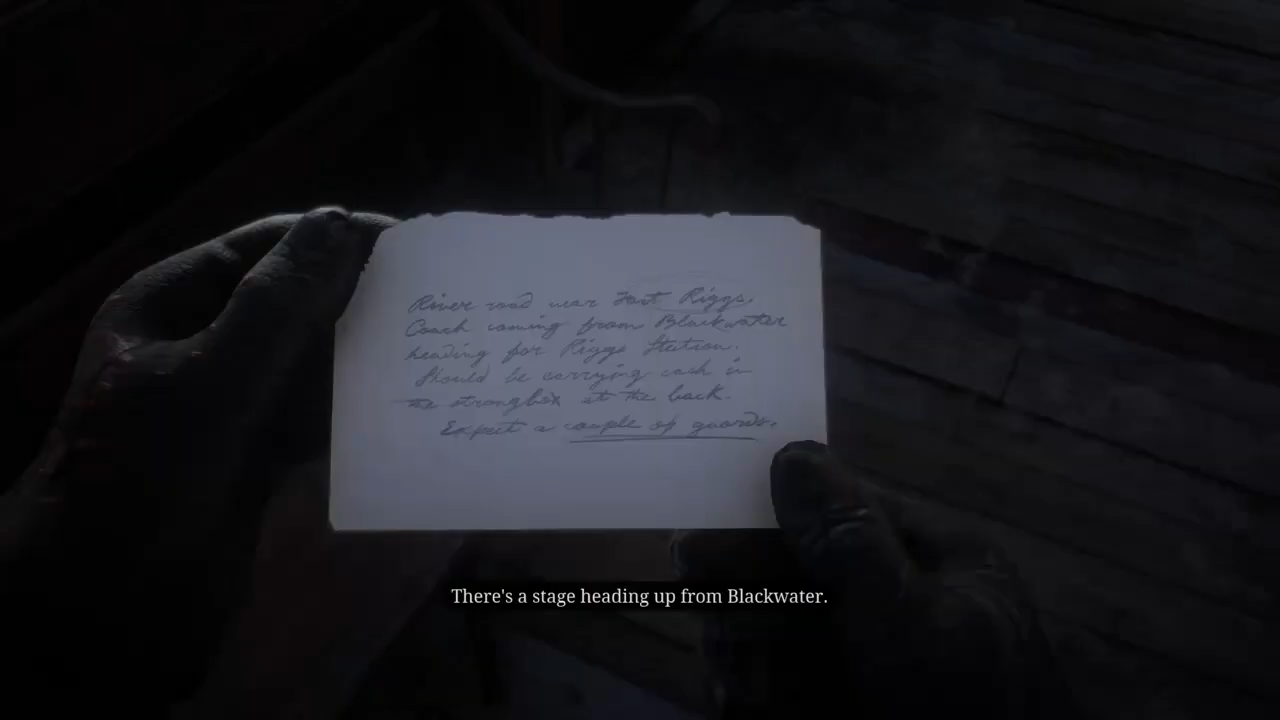 River road near Fort Riggs,
Coach coming from Blackwater
heading for Riggs Station.
Should be carrying cash in
the strongbox at the back.
Expect a couple of guards.
There's a stage heading up from Blackwater.